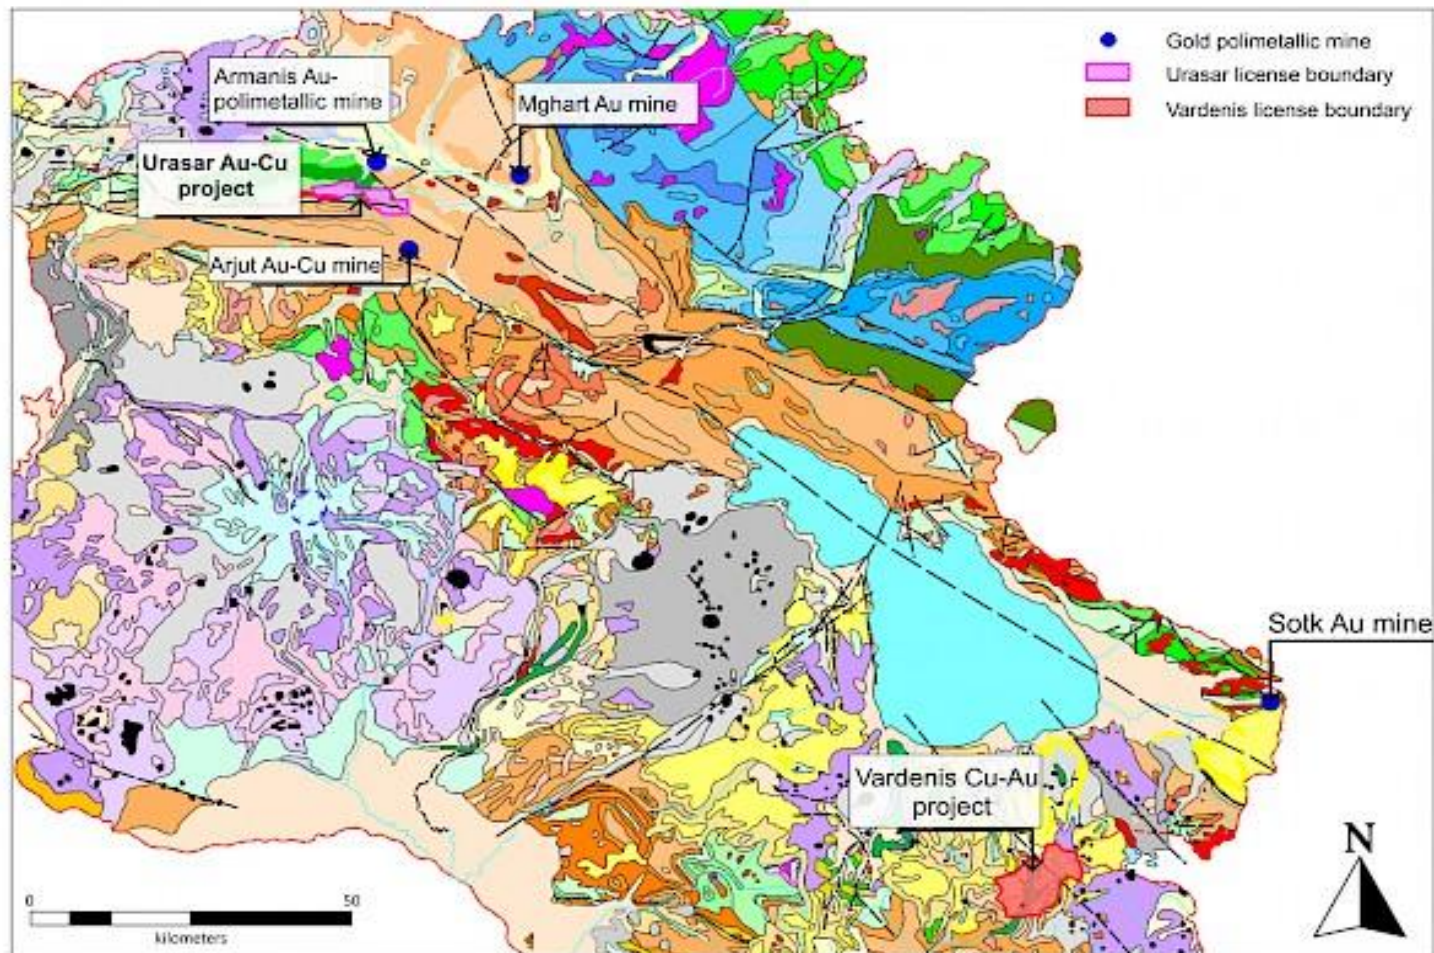 Gold polimetallic mine
Urasar license boundary
Vardenis license boundary
Armanis Au-
polimetallic mine
Mghart Au mine
Urasar Au-Cu
project
Arjut Au-Cu mine
Sotk Au mine
Vardenis Cu-Au
project
N
0
50
kilometers